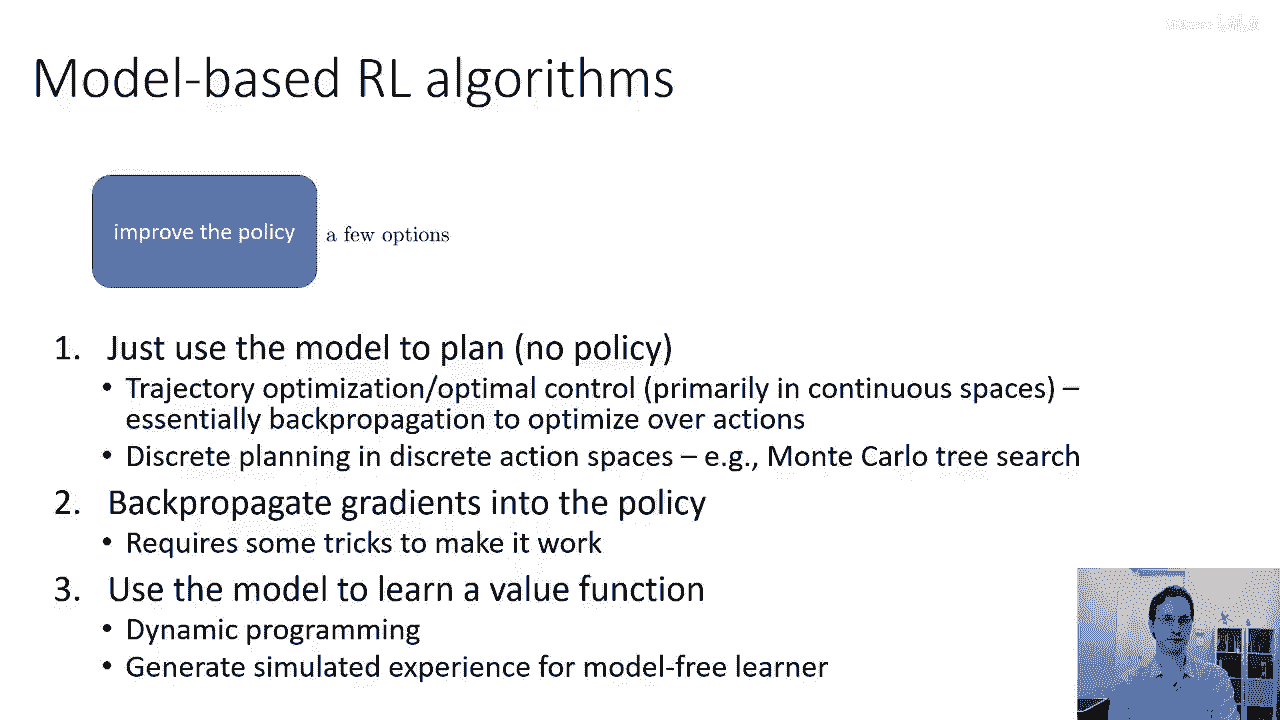 Model-based RL algorithms
improve the policy
a few options
1. Just use the model to plan (no policy)
• Trajectory optimization/optimal control (primarily in continuous spaces) –
essentially backpropagation to optimize over actions
• Discrete planning in discrete action spaces – e.g., Monte Carlo tree search
2. Backpropagate gradients into the policy
• Requires some tricks to make it work
3. Use the model to learn a value function
• Dynamic programming
• Generate simulated experience for model-free learner